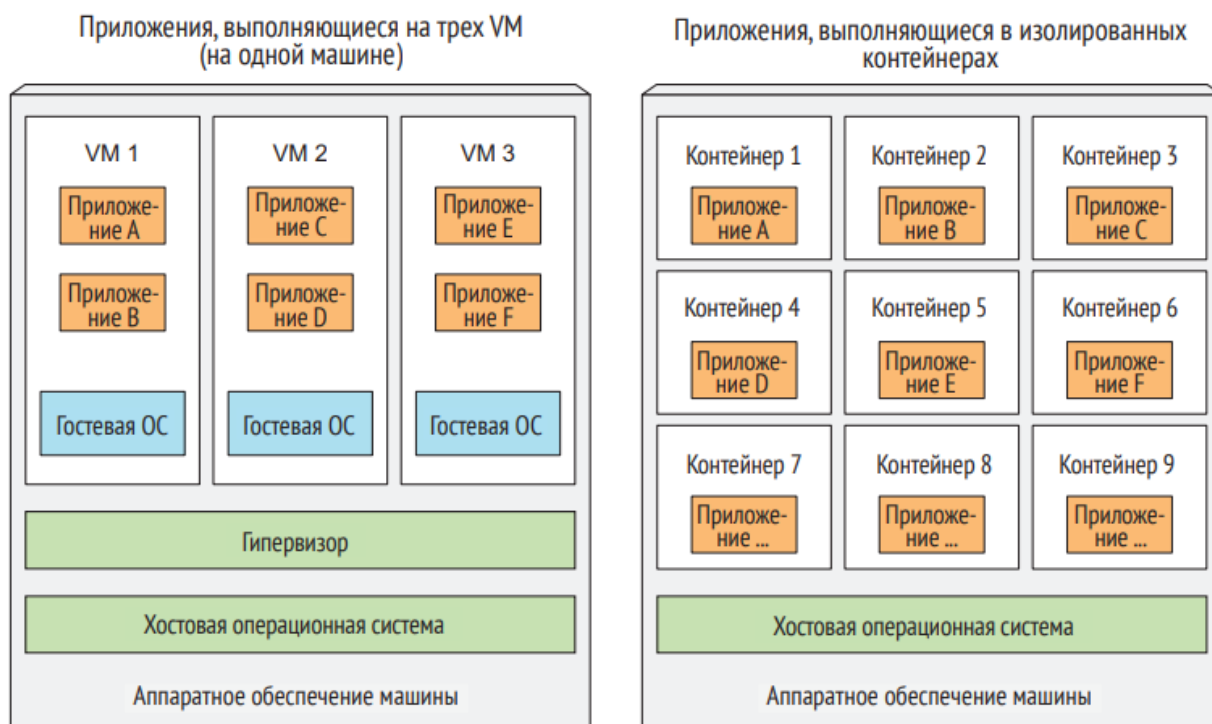 Приложения, выполняющиеся на трех VM
(на одной машине)
VM 1
VM 2
VM 3
Приложе-
ние A
Приложе-
ние C
Приложе-
ние E
Приложе-
ние B
Приложе-
ние D
Приложе-
ние F
Гостевая ОС
Гостевая ОС
Гостевая ОС
Гипервизор
Хостовая операционная система
Аппаратное обеспечение машины
Приложения, выполняющиеся в изолированных
контейнерах
Контейнер 1
Контейнер 2
Контейнер 3
Приложе-
ние A
Приложе-
ние B
Приложе-
ние C
Контейнер 4
Контейнер 5
Контейнер 6
Приложе-
ние D
Приложе-
ние E
Приложе-
ние F
Контейнер 7
Контейнер 8
Контейнер 9
Приложе-
ние ...
Приложе-
ние ...
Приложе-
ние ...
Хостовая операционная система
Аппаратное обеспечение машины